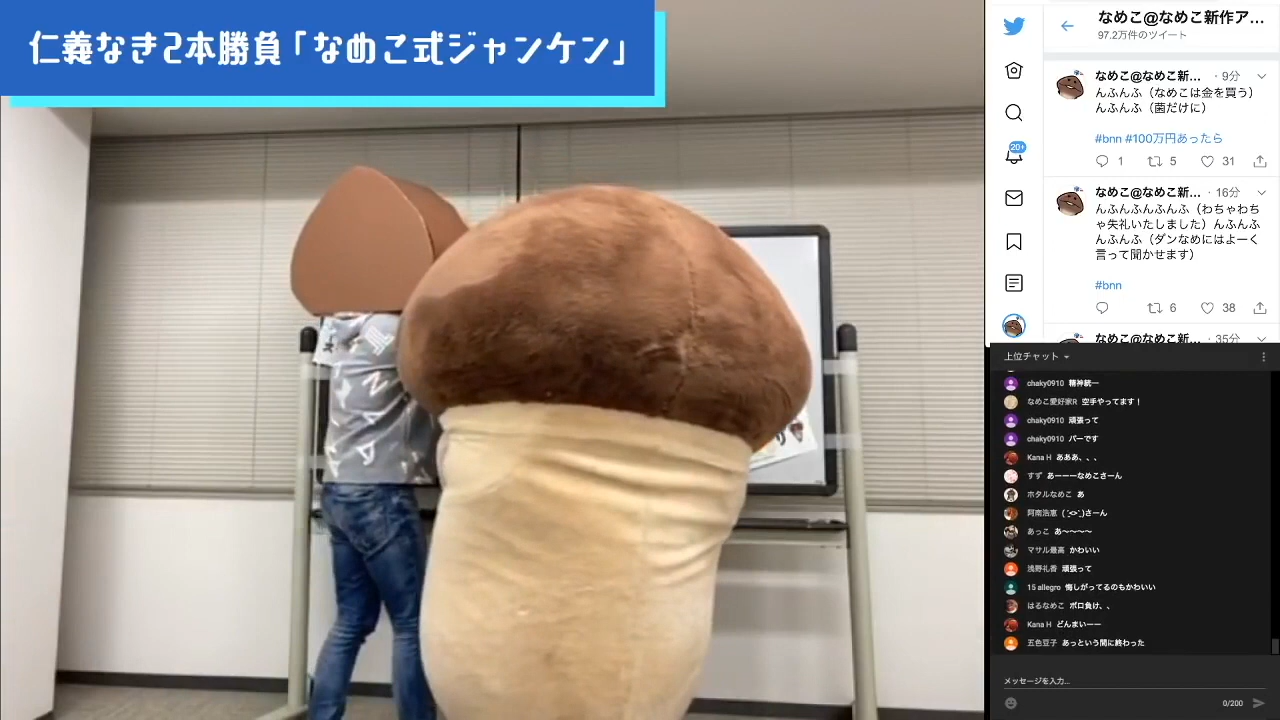 仁義なき2本勝負「なめこ式ジャンケン」
なめこ@なめこ新作ア...
97.2万件のツイート
なめこ@なめこ新... · 9分
んふんふ（なめこは金を買う）
んふんふ（菌だけに）
#bnn #100万円あったら
1 5 31
20+
なめこ@なめこ新... · 16分
んふんふんふんふ（わちゃわち
ゃ失礼いたしました）んふんふ
んふんふ（ダンなめにはよーく
言って聞かせます）
#bnn
6 38
なめこ@なめこ新... · 35分
上位チャット
chaky0910 精神統一
なめこ愛好家R 空手やってます！
chaky0910 頑張って
chaky0910 パーです
Kana H あああ、、、
すず あーーーなめこさーん
ホタルなめこ あ
阿南浩恵 さーん
あっこ あ〜〜〜〜
マサル最高 かわいい
浅野礼香 頑張って
15 allegro 悔しがってるのもかわいい
はるなめこ ボロ負け、、
Kana H どんまいーー
五色豆子 あっという間に終わった
メッセージを入力...
0/200